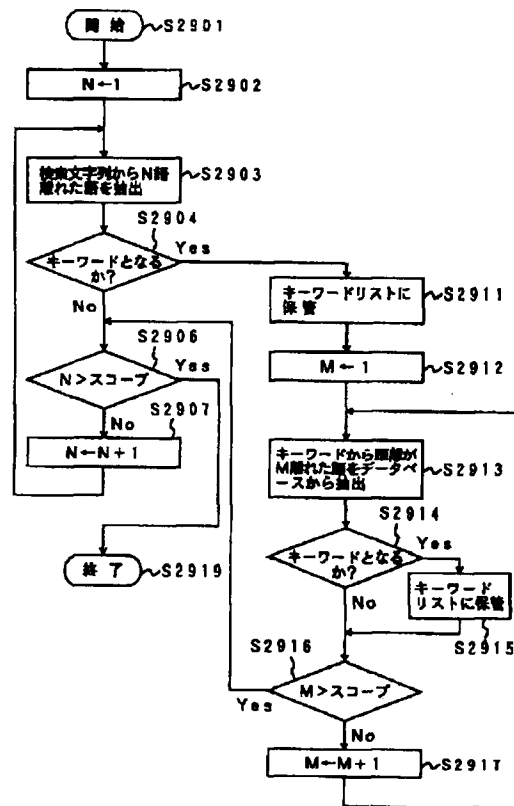 開始
S2901
N←1
S2902
検索文字列からN語
離れた語を抽出
S2903
S2904
キーワードとなる
か?
Yes
No
S2906
N>スコープ
Yes
No
S2907
N←N+1
終了
S2919
キーワードリストに
保管
S2911
M←1
S2912
キーワードから距離が
M離れた語をデータベ
ースから抽出
S2913
S2914
キーワードとなる
か?
Yes
No
キーワード
リストに保管
S2915
S2916
M>スコープ
Yes
No
M←M+1
S2917